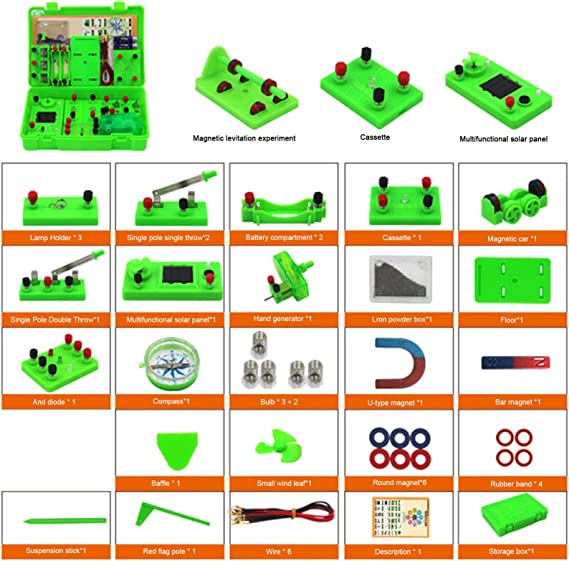 Magnetic levitation experiment
Cassette
Multifunctional solar panel
Lamp Holder * 3
Single pole single throw*2
Battery compartment * 2
Cassette * 1
Magnetic car*1
Single Pole Double Throw*1
Multifunctional solar panel*1
Hand generator*1
Lron powder box*1
Floor*1
And diode * 1
Compass*1
Bulb * 3 + 2
U-type magnet * 1
Bar magnet * 1
Baffle * 1
Small wind leaf*1
Round magnet*6
Rubber band * 4
Suspension stick*1
Red flag pole * 1
Wire * 6
Description * 1
Storage box*1